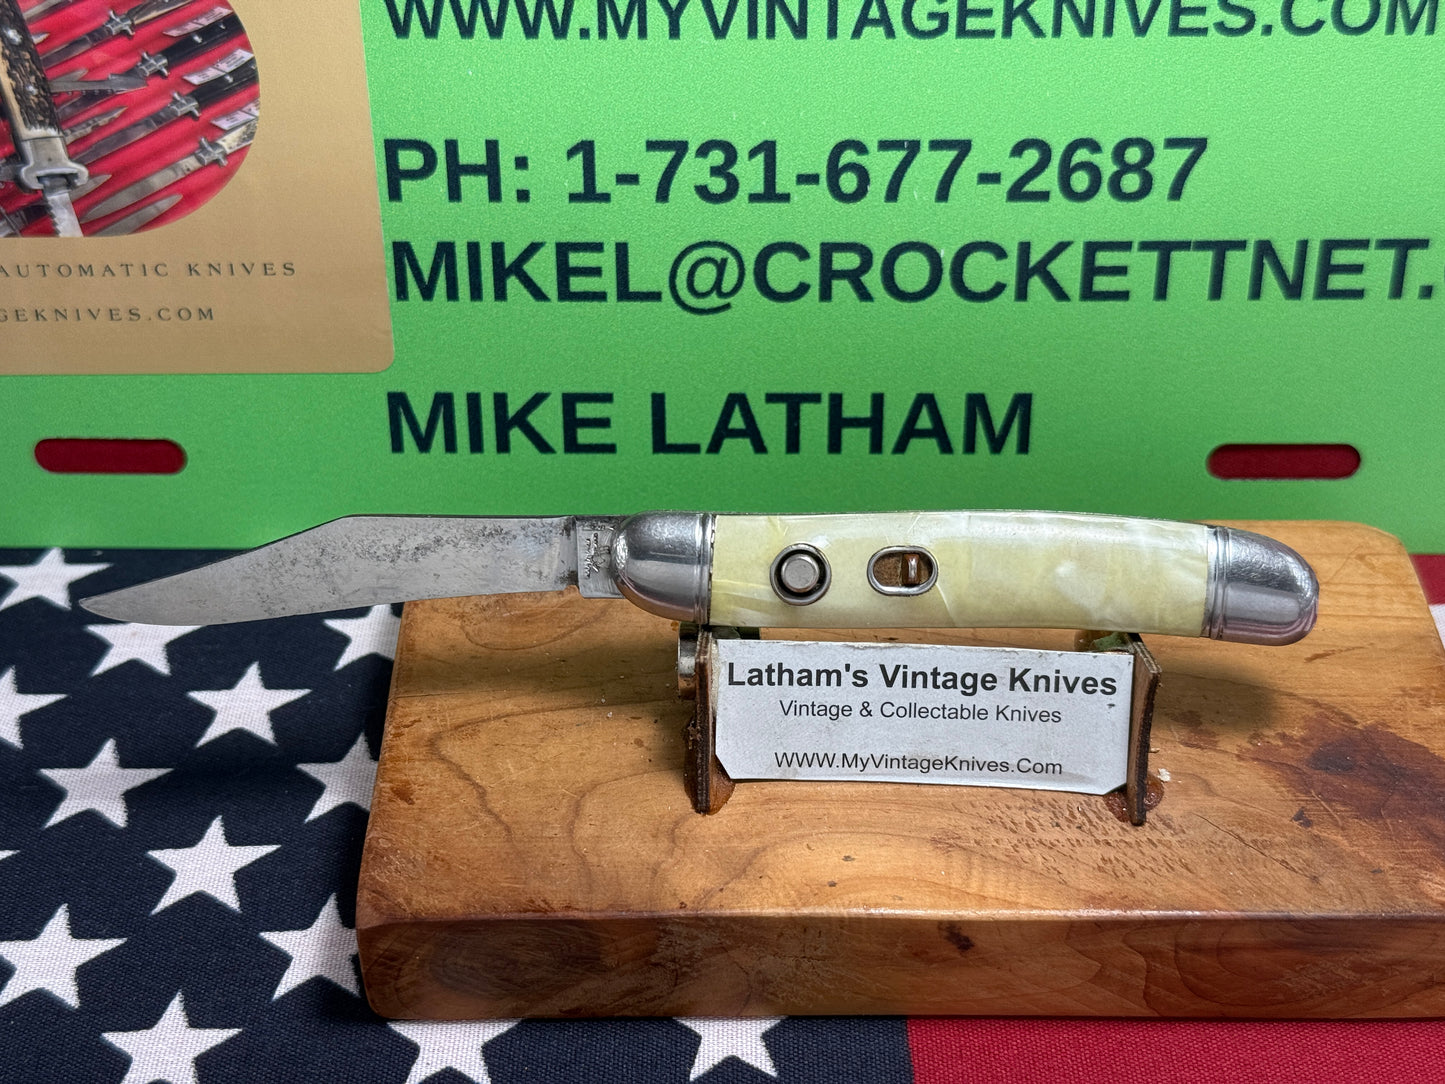 WWW.MYVINTAGEKNIVES.COM
PH: 1-731-677-2687
MIKEL@CROCKETTNET.
MIKE LATHAM
AUTOMATIC KNIVES
GEKNIVES.COM
Latham's Vintage Knives
Vintage & Collectable Knives
WWW.MyVintageKnives.Com